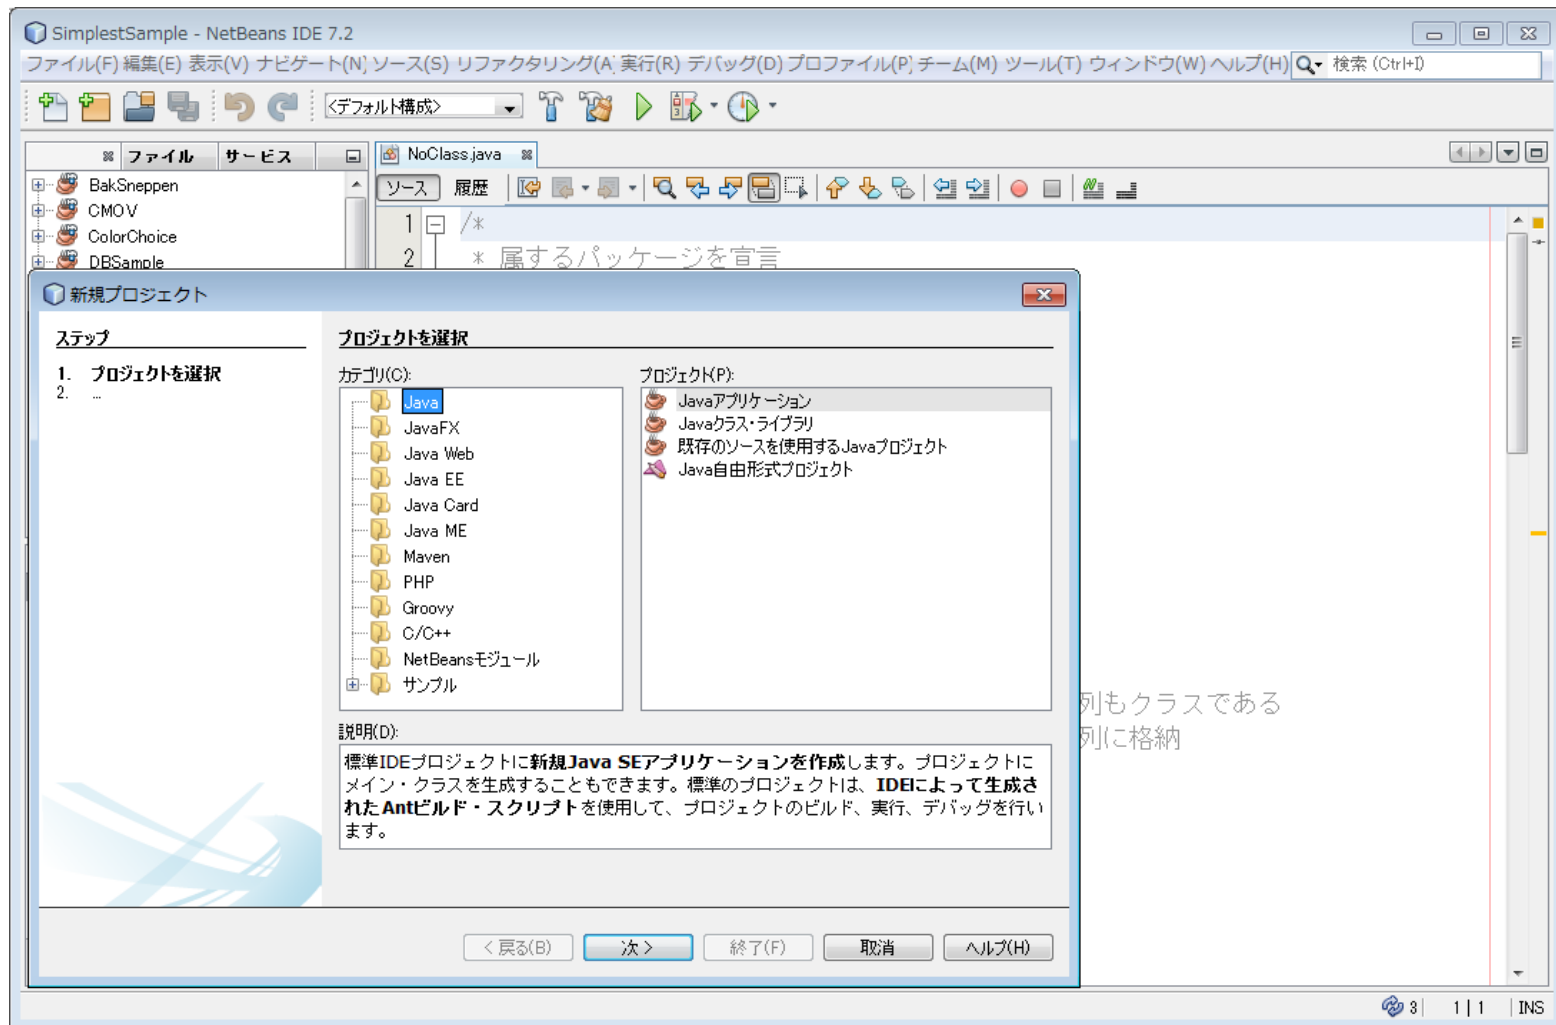 SimplestSample - NetBeans IDE 7.2
ファイル(F) 編集(E) 表示(V) ナビゲート(N) ソース(S) リファクタリング(A) 実行(R) デバッグ(D) プロファイル(P) チーム(M) ツール(T) ウィンドウ(W) ヘルプ(H) 検索 (Ctrl+I)
<デフォルト構成>
ファイル サービス
NoClass.java
ソース 履歴
BakSneppen
CMOV
ColorChoice
DBSample
1 /*
2 * 属するパッケージを宣言
新規プロジェクト
ステップ
1. プロジェクトを選択
2. ...
プロジェクトを選択
カテゴリ(C):
Java
JavaFX
Java Web
Java EE
Java Card
Java ME
Maven
PHP
Groovy
C/C++
NetBeansモジュール
サンプル
プロジェクト(P):
Javaアプリケーション
Javaクラス・ライブラリ
既存のソースを使用するJavaプロジェクト
Java自由形式プロジェクト
列もクラスである
列に格納
説明(D):
標準IDEプロジェクトに新規Java SEアプリケーションを作成します。プロジェクトに
メイン・クラスを生成することもできます。標準のプロジェクトは、IDEによって生成さ
れたAntビルド・スクリプトを使用して、プロジェクトのビルド、実行、デバッグを行い
ます。
< 戻る(B) 次 > 終了(F) 取消 ヘルプ(H)
3 1 | 1 INS